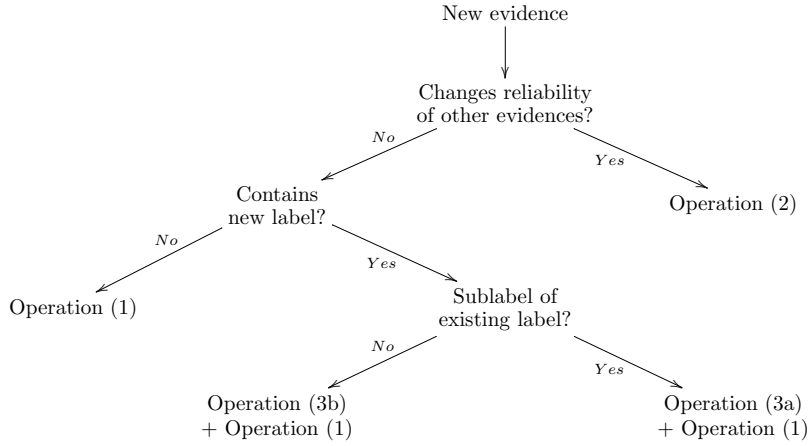 New evidence
Changes reliability
of other evidences?
No
Yes
Contains
new label?
Operation (2)
No
Yes
Operation (1)
Sublabel of
existing label?
No
Yes
Operation (3b)
+ Operation (1)
Operation (3a)
+ Operation (1)